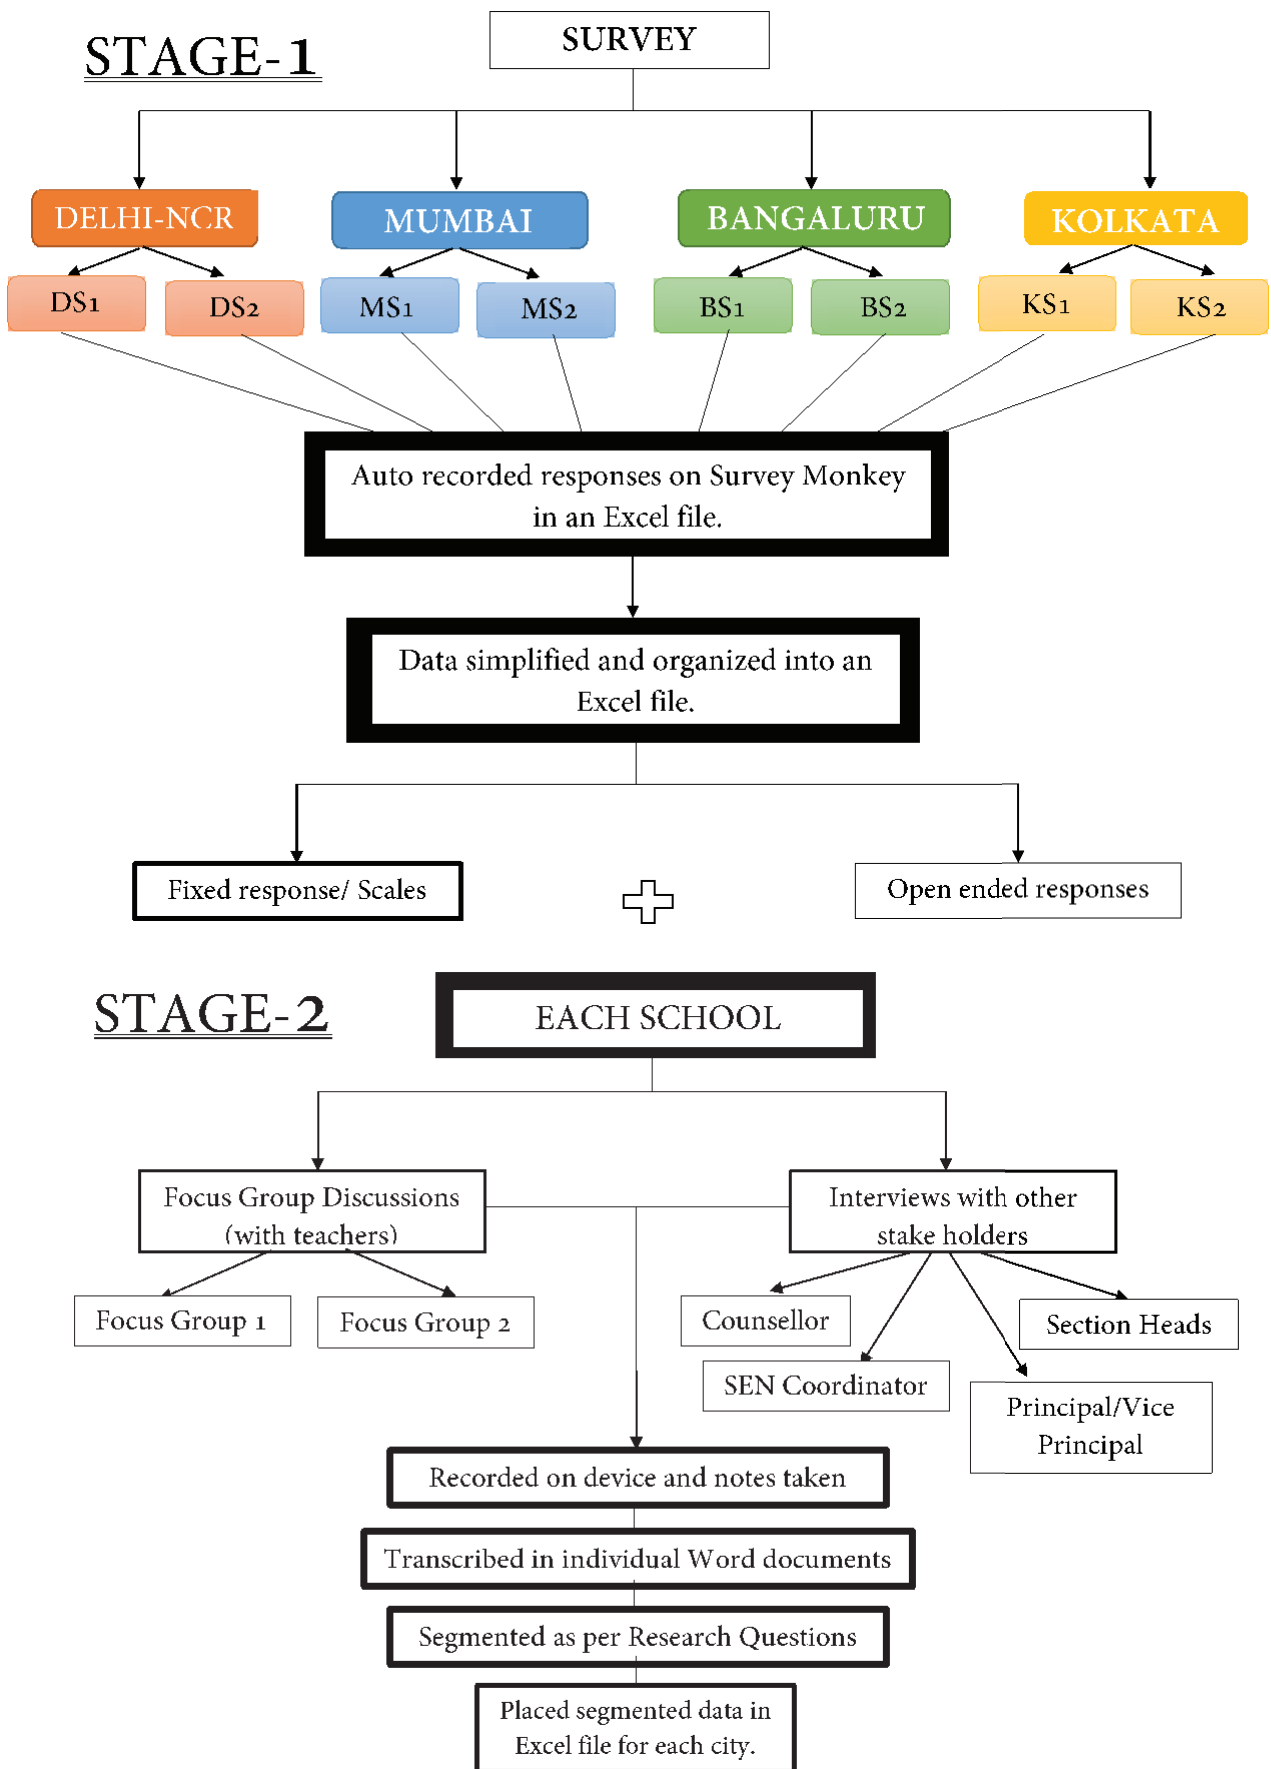 STAGE-1
SURVEY
DELHI-NCR
MUMBAI
BANGALURU
KOLKATA
DS1
DS2
MS1
MS2
BS1
BS2
KS1
KS2
Auto recorded responses on Survey Monkey
in an Excel file.
Data simplified and organized into an
Excel file.
Fixed response/ Scales
Open ended responses
STAGE-2
EACH SCHOOL
Focus Group Discussions
(with teachers)
Interviews with other
stake holders
Focus Group 1
Focus Group 2
Counsellor
Section Heads
SEN Coordinator
Principal/Vice
Principal
Recorded on device and notes taken
Transcribed in individual Word documents
Segmented as per Research Questions
Placed segmented data in
Excel file for each city.